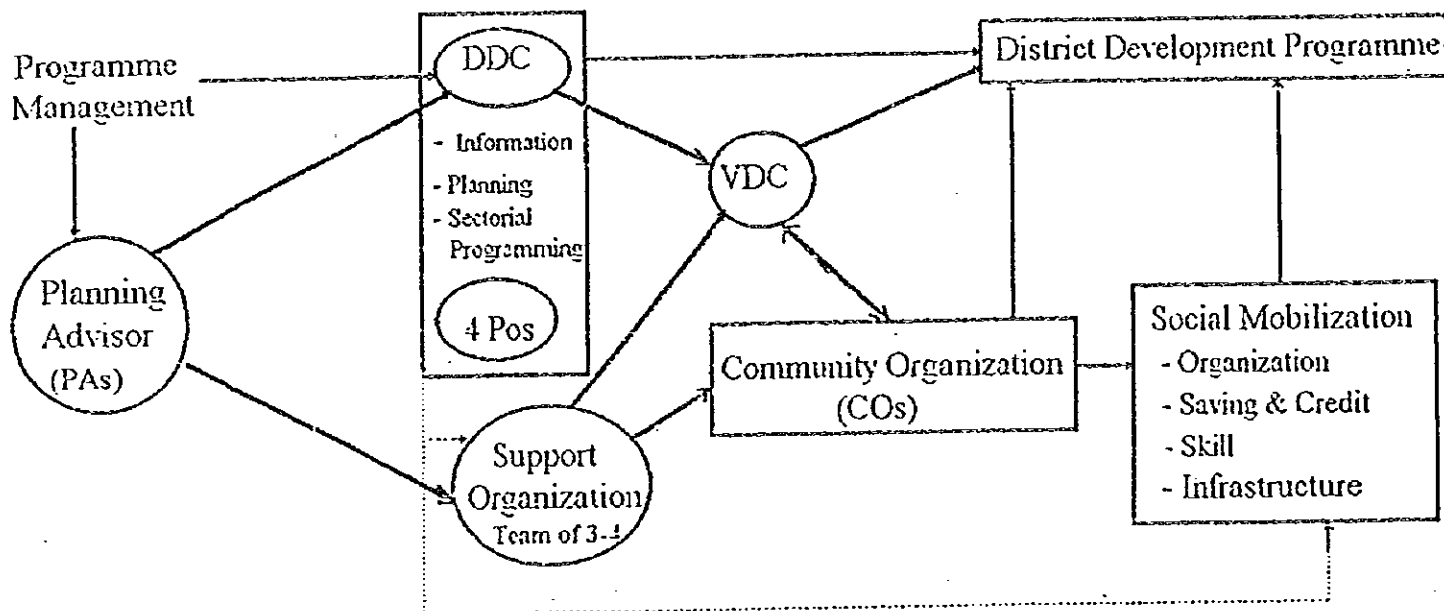 Programme
Management
DDC
- Information
- Planning
- Sectorial
Programming
4 Pos
District Development Programme
VDC
Planning
Advisor
(PAs)
Support
Organization
Team of 3-4
Community Organization
(COs)
Social Mobilization
- Organization
- Saving & Credit
- Skill
- Infrastructure